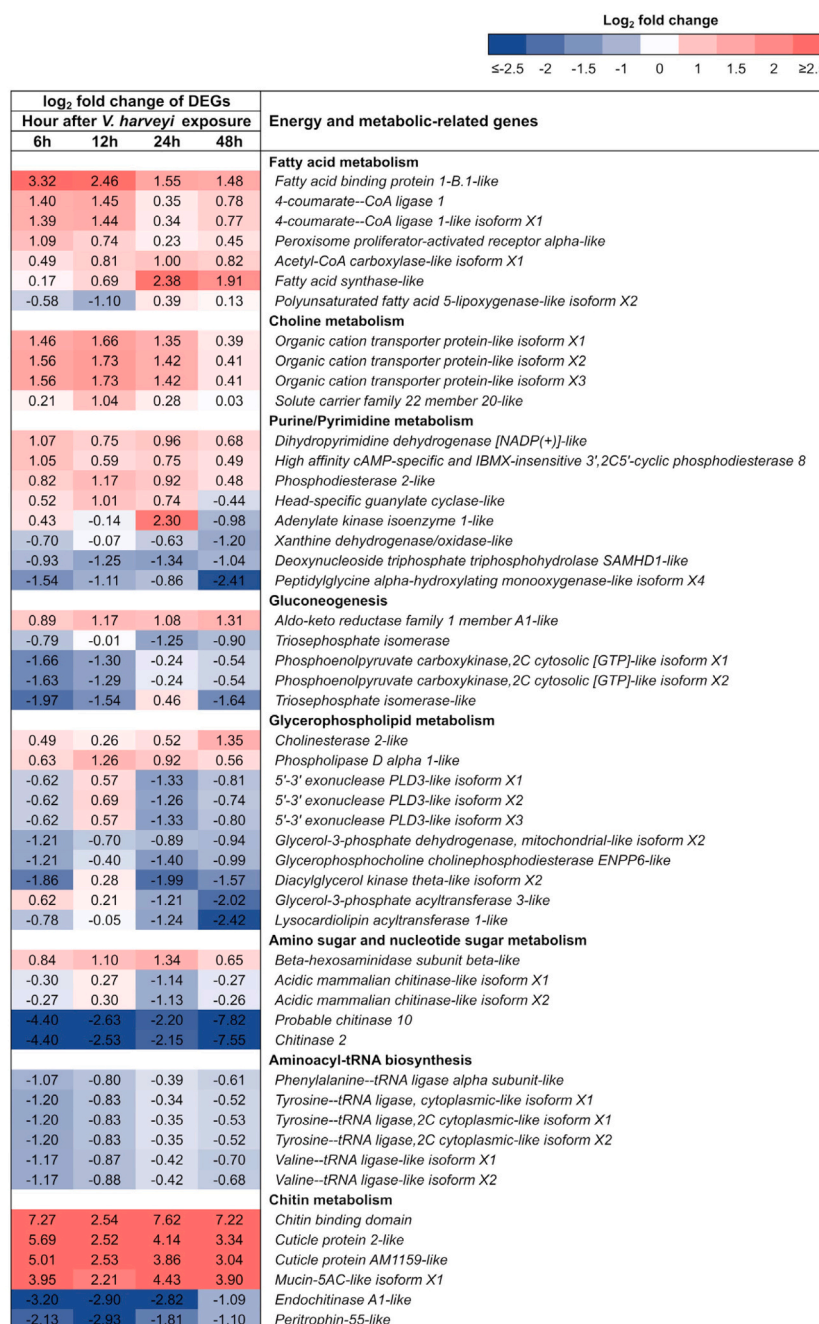 Log2 fold change
≤-2.5 -2 -1.5 -1 0 1 1.5 2 ≥2.
log2 fold change of DEGs
Hour after V. harveyi exposure Energy and metabolic-related genes
6h 12h 24h 48h
Fatty acid metabolism
3.32 2.46 1.55 1.48 Fatty acid binding protein 1-B.1-like
1.40 1.45 0.35 0.78 4-coumarate--CoA ligase 1
1.39 1.44 0.34 0.77 4-coumarate--CoA ligase 1-like isoform X1
1.09 0.74 0.23 0.45 Peroxisome proliferator-activated receptor alpha-like
0.49 0.81 1.00 0.82 Acetyl-CoA carboxylase-like isoform X1
0.17 0.69 2.38 1.91 Fatty acid synthase-like
-0.58 -1.10 0.39 0.13 Polyunsaturated fatty acid 5-lipoxygenase-like isoform X2
Choline metabolism
1.46 1.66 1.35 0.39 Organic cation transporter protein-like isoform X1
1.56 1.73 1.42 0.41 Organic cation transporter protein-like isoform X2
1.56 1.73 1.42 0.41 Organic cation transporter protein-like isoform X3
0.21 1.04 0.28 0.03 Solute carrier family 22 member 20-like
Purine/Pyrimidine metabolism
1.07 0.75 0.96 0.68 Dihydropyrimidine dehydrogenase [NADP(+)]-like
1.05 0.59 0.75 0.49 High affinity cAMP-specific and IBMX-insensitive 3',2C5'-cyclic phosphodiesterase 8
0.82 1.17 0.92 0.48 Phosphodiesterase 2-like
0.52 1.01 0.74 -0.44 Head-specific guanylate cyclase-like
0.43 -0.14 2.30 -0.98 Adenylate kinase isoenzyme 1-like
-0.70 -0.07 -0.63 -1.20 Xanthine dehydrogenase/oxidase-like
-0.93 -1.25 -1.34 -1.04 Deoxynucleoside triphosphate triphosphohydrolase SAMHD1-like
-1.54 -1.11 -0.86 -2.41 Peptidylglycine alpha-hydroxylating monooxygenase-like isoform X4
Gluconeogenesis
0.89 1.17 1.08 1.31 Aldo-keto reductase family 1 member A1-like
-0.79 -0.01 -1.25 -0.90 Triosephosphate isomerase
-1.66 -1.30 -0.24 -0.54 Phosphoenolpyruvate carboxykinase,2C cytosolic [GTP]-like isoform X1
-1.63 -1.29 -0.24 -0.54 Phosphoenolpyruvate carboxykinase,2C cytosolic [GTP]-like isoform X2
-1.97 -1.54 0.46 -1.64 Triosephosphate isomerase-like
Glycerophospholipid metabolism
0.49 0.26 0.52 1.35 Cholinesterase 2-like
0.63 1.26 0.92 0.56 Phospholipase D alpha 1-like
-0.62 0.57 -1.33 -0.81 5'-3' exonuclease PLD3-like isoform X1
-0.62 0.69 -1.26 -0.74 5'-3' exonuclease PLD3-like isoform X2
-0.62 0.57 -1.33 -0.80 5'-3' exonuclease PLD3-like isoform X3
-1.21 -0.70 -0.89 -0.94 Glycerol-3-phosphate dehydrogenase, mitochondrial-like isoform X2
-1.21 -0.40 -1.40 -0.99 Glycerophosphocholine cholinephosphodiesterase ENPP6-like
-1.86 0.28 -1.99 -1.57 Diacylglycerol kinase theta-like isoform X2
0.62 0.21 -1.21 -2.02 Glycerol-3-phosphate acyltransferase 3-like
-0.78 -0.05 -1.24 -2.42 Lysocardiolipin acyltransferase 1-like
Amino sugar and nucleotide sugar metabolism
0.84 1.10 1.34 0.65 Beta-hexosaminidase subunit beta-like
-0.30 0.27 -1.14 -0.27 Acidic mammalian chitinase-like isoform X1
-0.27 0.30 -1.13 -0.26 Acidic mammalian chitinase-like isoform X2
-4.40 -2.63 -2.20 -7.82 Probable chitinase 10
-4.40 -2.53 -2.15 -7.55 Chitinase 2
Aminoacyl-tRNA biosynthesis
-1.07 -0.80 -0.39 -0.61 Phenylalanine--tRNA ligase alpha subunit-like
-1.20 -0.83 -0.34 -0.52 Tyrosine--tRNA ligase, cytoplasmic-like isoform X1
-1.20 -0.83 -0.35 -0.53 Tyrosine--tRNA ligase,2C cytoplasmic-like isoform X1
-1.20 -0.83 -0.35 -0.52 Tyrosine--tRNA ligase,2C cytoplasmic-like isoform X2
-1.17 -0.87 -0.42 -0.70 Valine--tRNA ligase-like isoform X1
-1.17 -0.88 -0.42 -0.68 Valine--tRNA ligase-like isoform X2
Chitin metabolism
7.27 2.54 7.62 7.22 Chitin binding domain
5.69 2.52 4.14 3.34 Cuticle protein 2-like
5.01 2.53 3.86 3.04 Cuticle protein AM1159-like
3.95 2.21 4.43 3.90 Mucin-5AC-like isoform X1
-3.20 -2.90 -2.82 -1.09 Endochitinase A1-like
-2.13 -2.93 -1.81 -1.10 Peritrophin-55-like